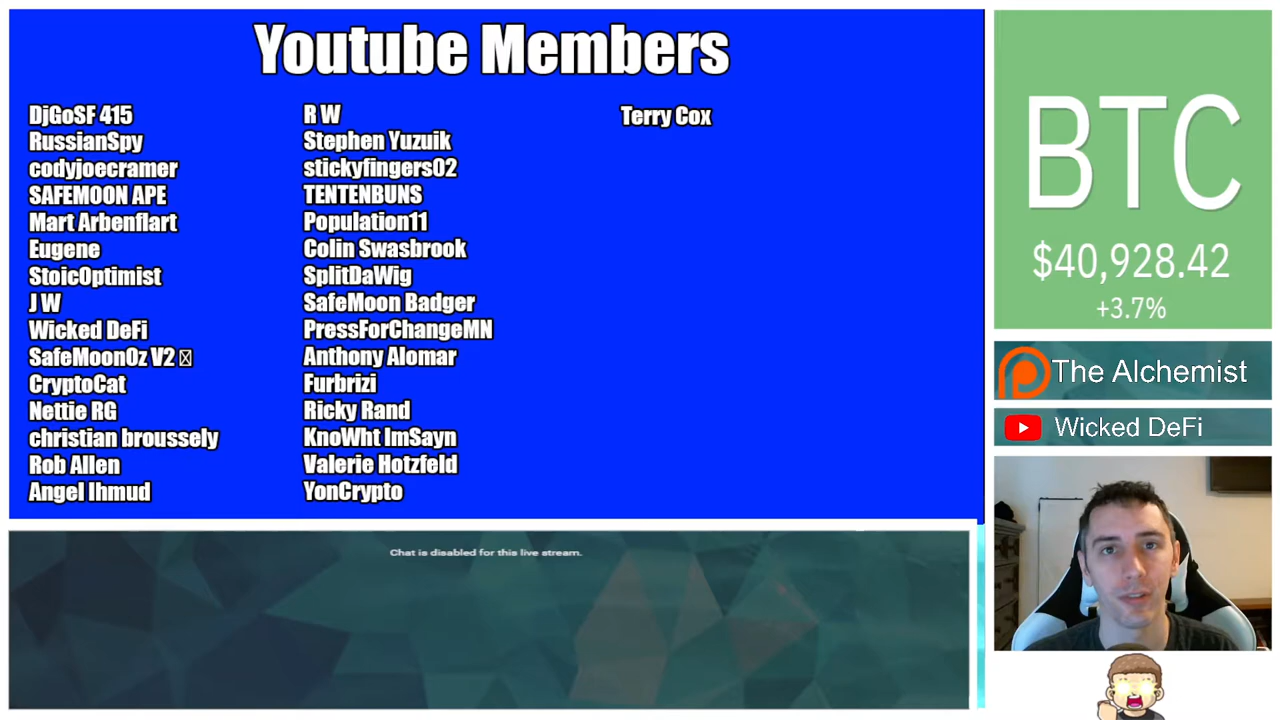 Youtube Members
DjGoSF 415
RussianSpy
codyjoecramer
SAFEMOON APE
Mart Arbenflart
Eugene
StoicOptimist
J W
Wicked DeFi
SafeMoonOz V2
CryptoCat
Nettie RG
christian broussely
Rob Allen
Angel Ihmud
R W
Stephen Yuzuik
stickyfingers02
TENTENBUNS
Population11
Colin Swasbrook
SplitDaWig
SafeMoon Badger
PressForChangeMN
Anthony Alomar
Furbrizi
Ricky Rand
KnoWht ImSayn
Valerie Hotzfeld
YonCrypto
Terry Cox
BTC
$40,928.42
+3.7%
The Alchemist
Wicked DeFi
Chat is disabled for this live stream.